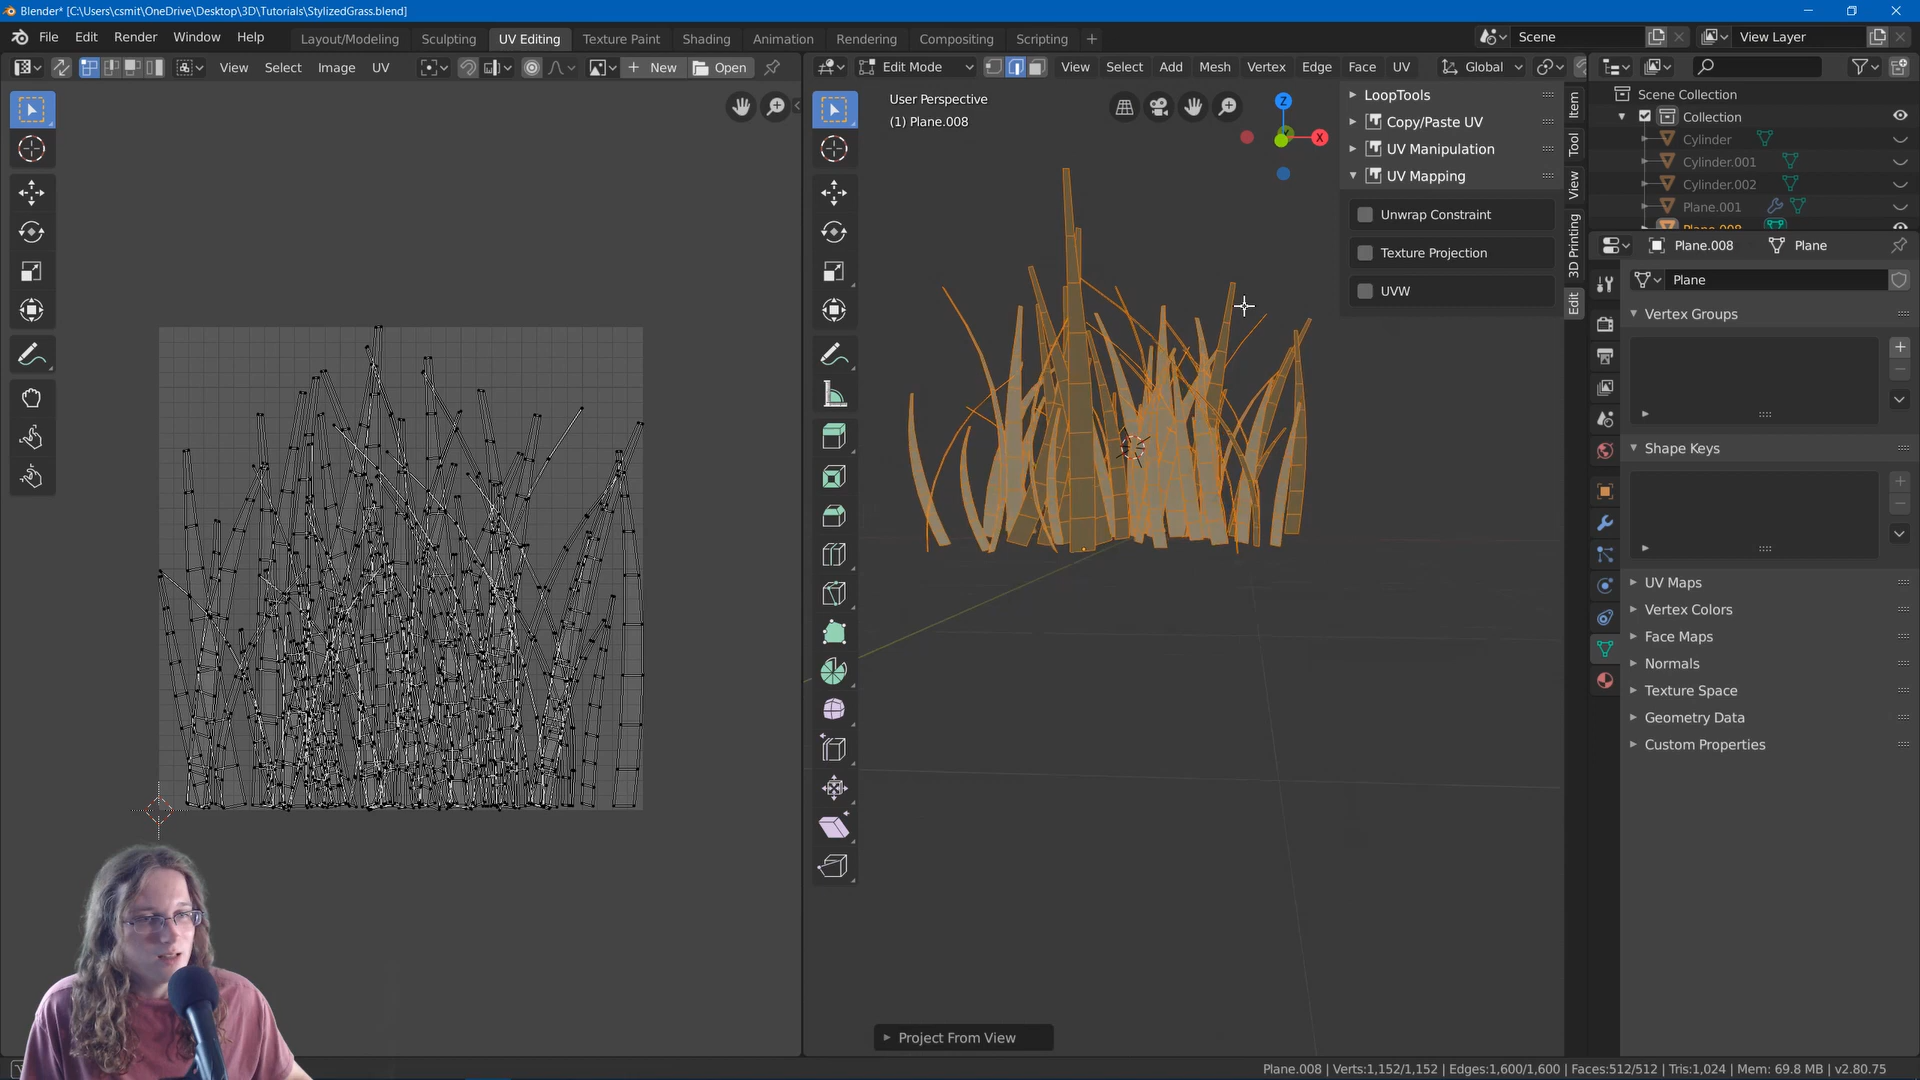 Blender* [C:\Users\csmit\OneDrive\Desktop\3D\Tutorials\StylizedGrass.blend]
File Edit Render Window Help Layout/Modeling Sculpting UV Editing Texture Paint Shading Animation Rendering Compositing Scripting + Scene View Layer
View Select Image UV New Open Edit Mode View Select Add Mesh Vertex Edge Face UV Global
User Perspective
(1) Plane.008
Z
X
LoopTools
Copy/Paste UV
UV Manipulation
UV Mapping
Unwrap Constraint
Texture Projection
UVW
Item
Tool
View
3D Printing
Edit
Scene Collection
Collection
Cylinder
Cylinder.001
Cylinder.002
Plane.001
Plane.008
Plane.008 Plane
Plane
Vertex Groups
Shape Keys
UV Maps
Vertex Colors
Face Maps
Normals
Texture Space
Geometry Data
Custom Properties
Project From View
Plane.008 | Verts:1,152/1,152 | Edges:1,600/1,600 | Faces:512/512 | Tris:1,024 | Mem: 69.8 MB | v2.80.75